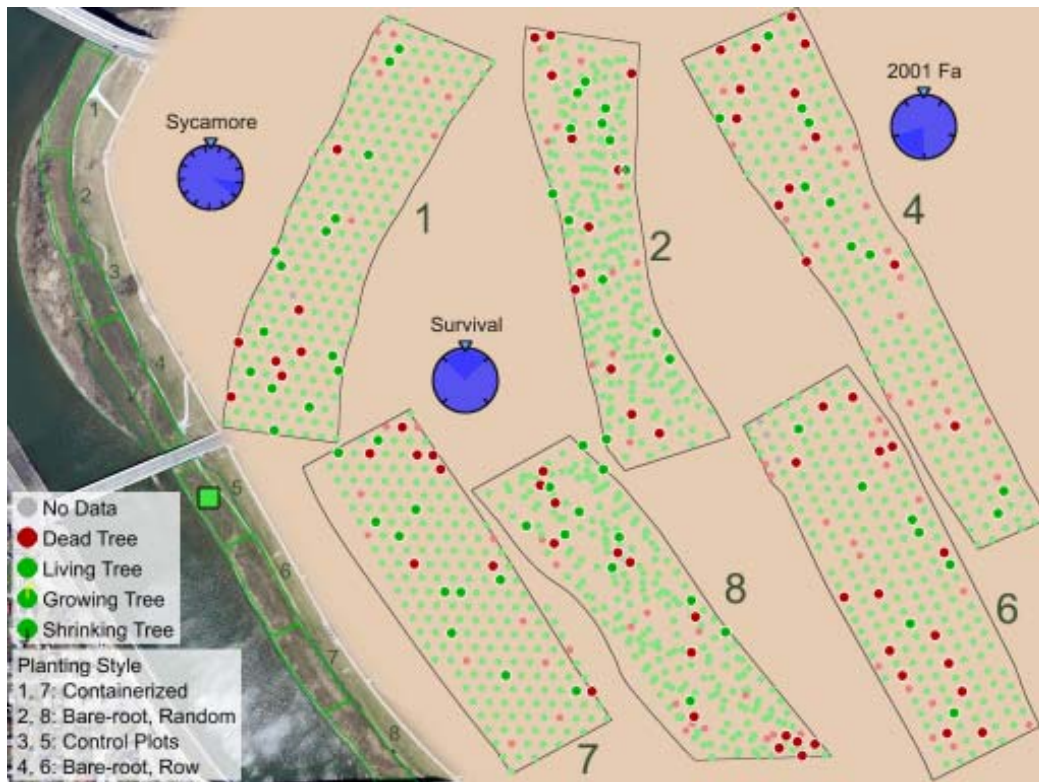 Sycamore
Survival
2001 Fa
1
2
4
6
7
8
1
2
3
4
5
6
7
8
No Data
Dead Tree
Living Tree
Growing Tree
Shrinking Tree
Planting Style
1, 7: Containerized
2, 8: Bare-root, Random
3, 5: Control Plots
4, 6: Bare-root, Row